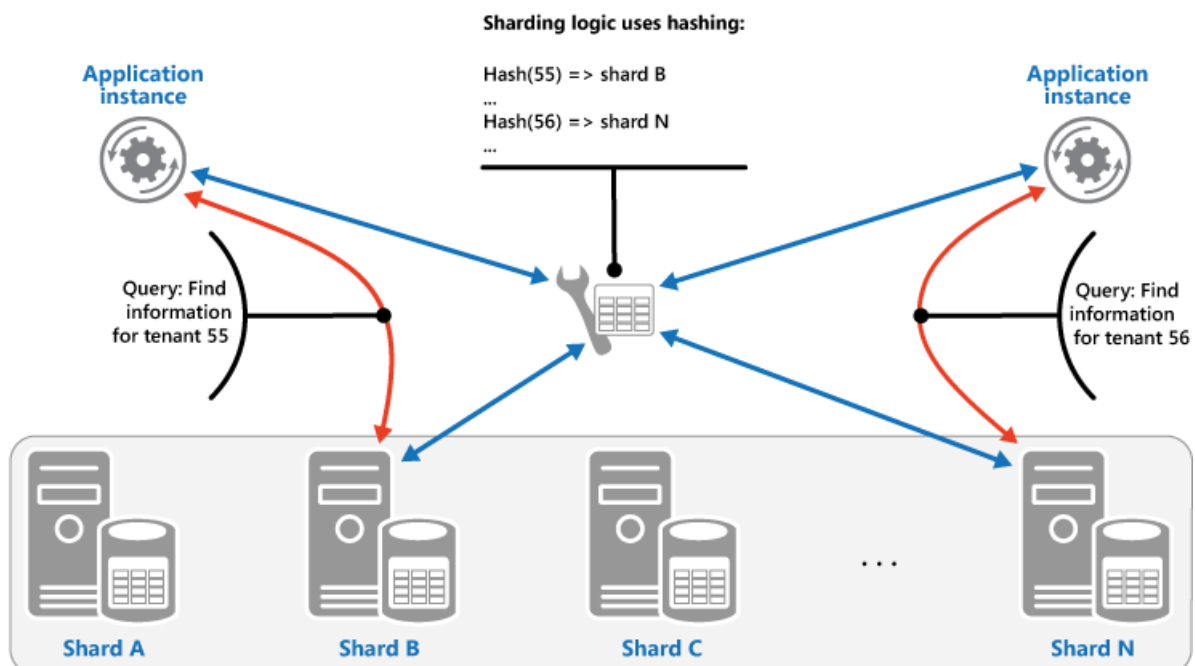 Sharding logic uses hashing:
Hash(55) => shard B
...
Hash(56) => shard N
...
Application
instance
Application
instance
Query: Find
information
for tenant 55
Query: Find
information
for tenant 56
...
Shard A
Shard B
Shard C
Shard N